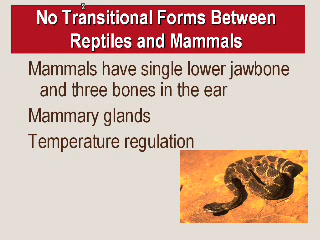 No Transitional Forms Between
Reptiles and Mammals
Mammals have single lower jawbone
and three bones in the ear
Mammary glands
Temperature regulation